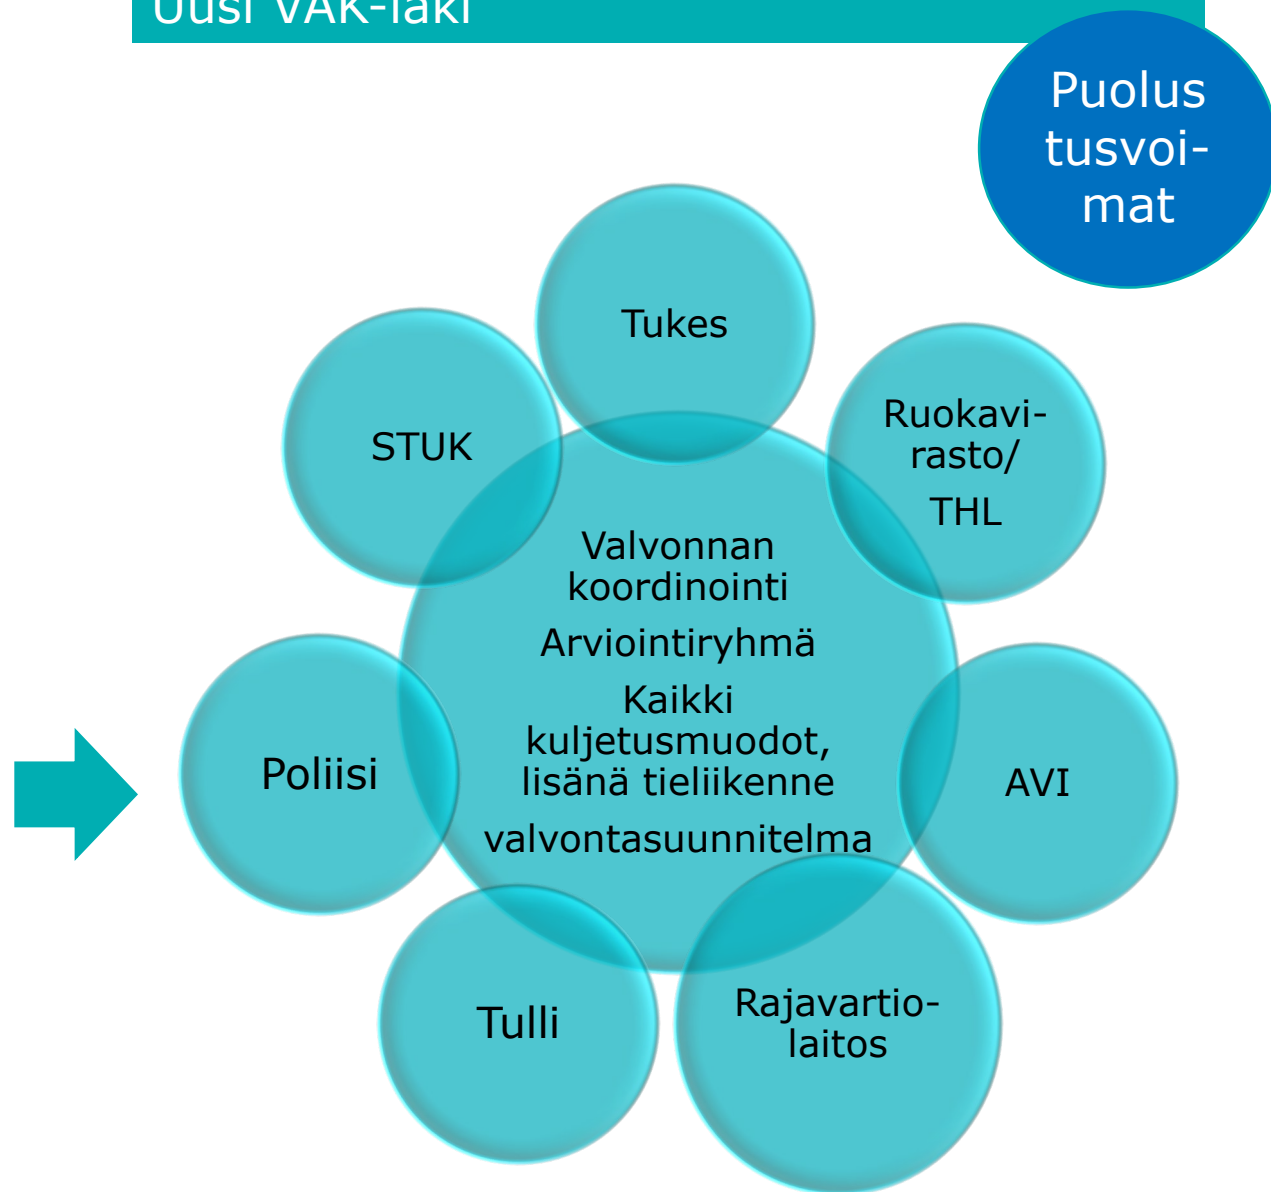 Uusi VAK-laki
Puolus
tusvoi-
mat
Tukes
STUK
Ruokavi-
rasto/
THL
Valvonnan
koordinointi
Arviointiryhmä
Kaikki
kuljetusmuodot,
lisänä tieliikenne
valvontasuunnitelma
Poliisi
AVI
Tulli
Rajavartio-
laitos